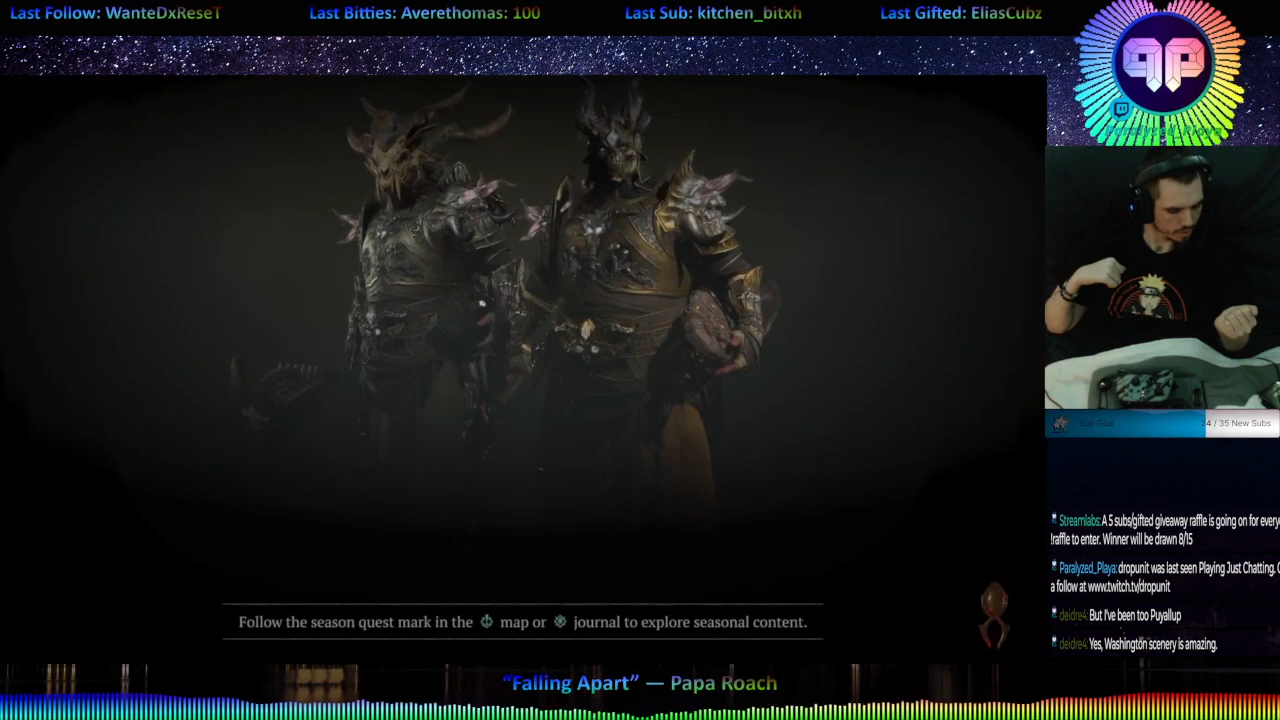 Last Follow: WanteDxReseT
Last Bitties: Averethomas: 100
Last Sub: kitchen_bitxh
Last Gifted: EliasCubz
Paralyzed_Playa
Sub Goal
24 / 35 New Subs
Streamlabs: A 5 subs/gifted giveaway raffle is going on for every
!raffle to enter. Winner will be drawn 8/15
Paralyzed_Playa: dropunit was last seen Playing Just Chatting.
a follow at www.twitch.tv/dropunit
deidre4: But I've been too Puyallup
deidre4: Yes, Washington scenery is amazing.
Follow the season quest mark in the map or journal to explore seasonal content.
“Falling Apart” — Papa Roach